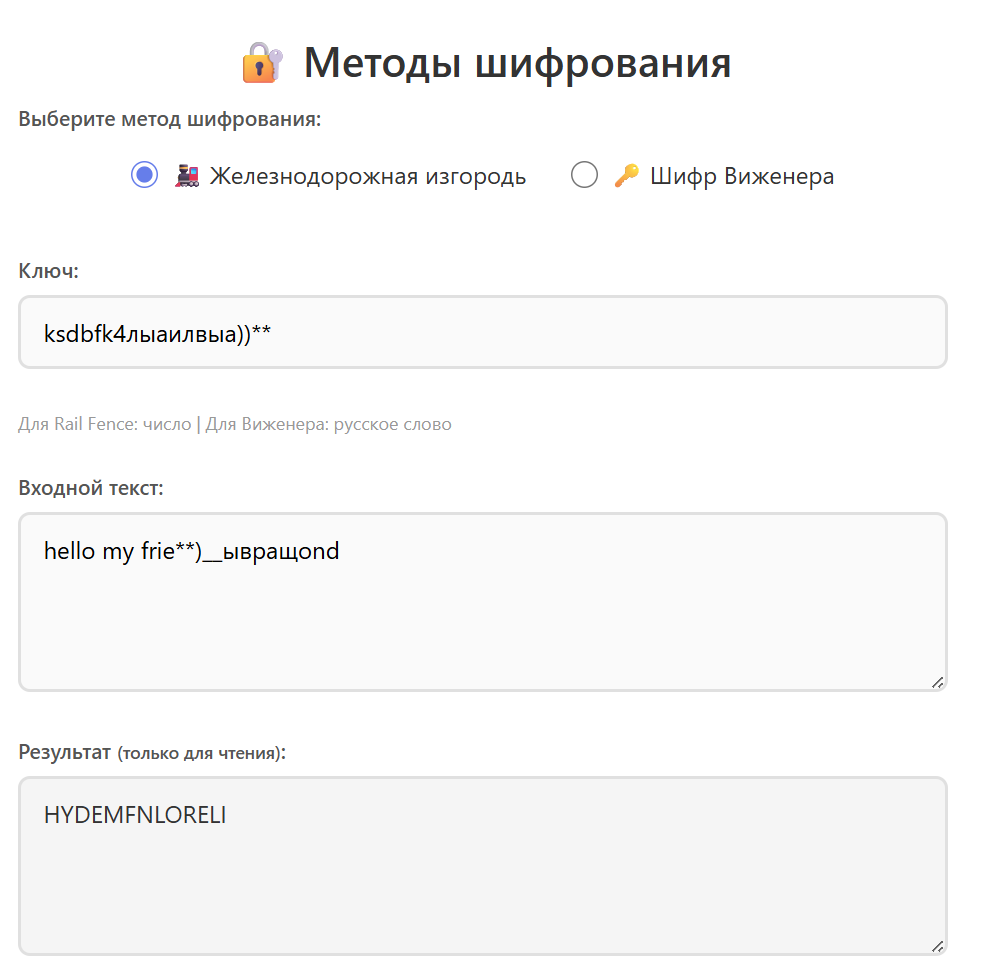 🔐 Методы шифрования
Выберите метод шифрования:
🚂 Железнодорожная изгородь 🔑 Шифр Виженера
Ключ:
ksdbfk4лыаилвыа))**
Для Rail Fence: число | Для Виженера: русское слово
Входной текст:
hello my frie**)__ывращond
Результат (только для чтения):
HYDEMFNLORELI